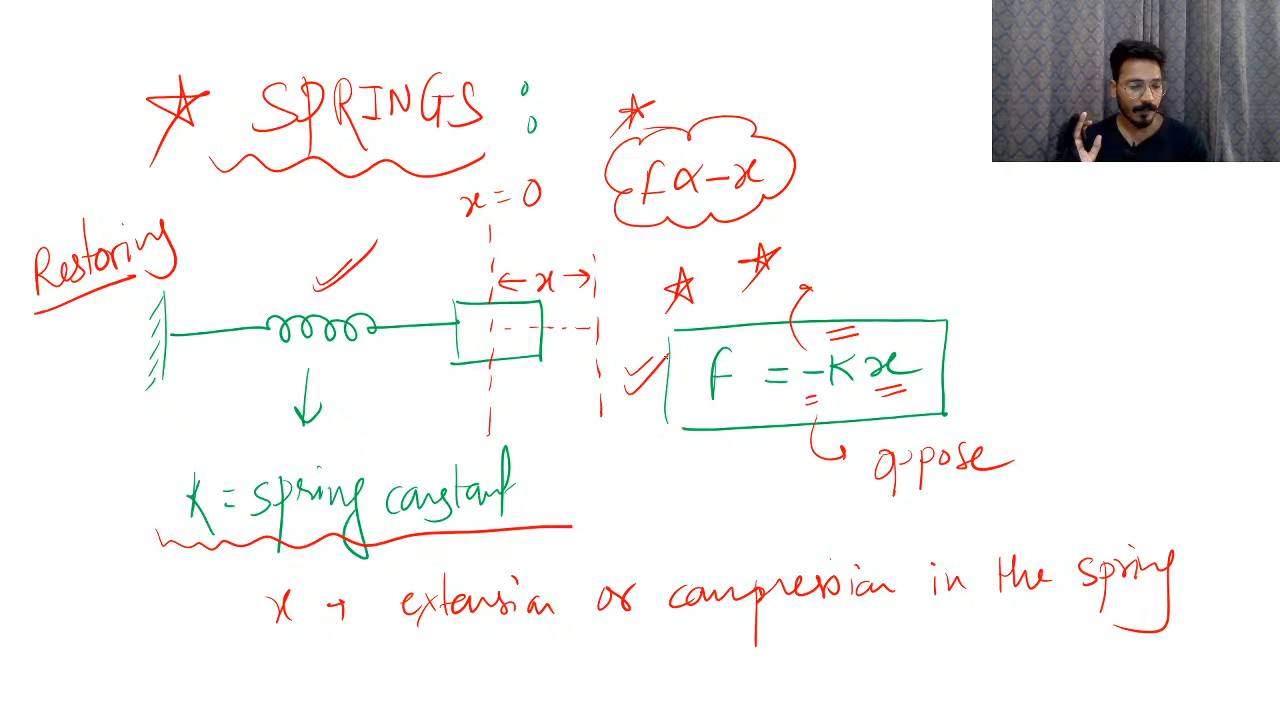 SPRINGS :
f α -x
x = 0
Restoring
← x →
f = -Kx
oppose
K = spring constant
x → extension or compression in the spring